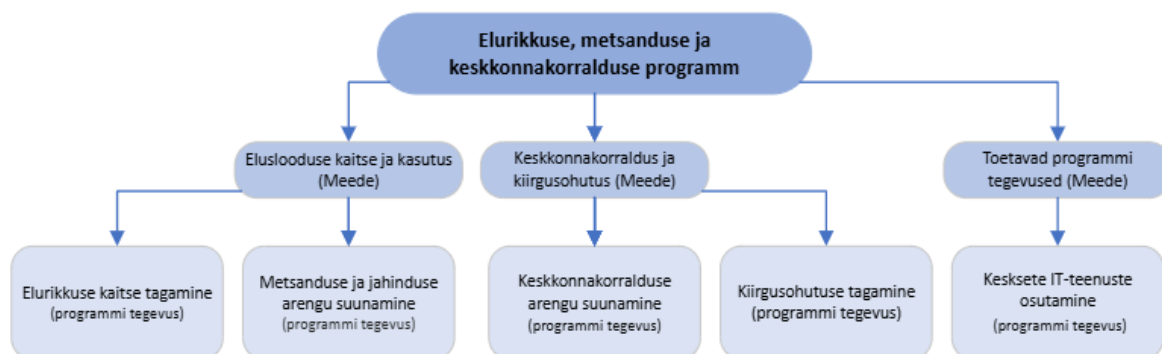 Elurikkuse, metsanduse ja
keskkonnakorralduse programm
Eluslooduse kaitse ja kasutus
(Meede)
Keskkonnakorraldus ja
kiirgusohutus (Meede)
Toetavad programmi
tegevused (Meede)
Elurikkuse kaitse tagamine
(programmi tegevus)
Metsanduse ja jahinduse
arengu suunamine
(programmi tegevus)
Keskkonnakorralduse
arengu suunamine
(programmi tegevus)
Kiirgusohutuse tagamine
(programmi tegevus)
Kesksete IT-teenuste
osutamine
(programmi tegevus)